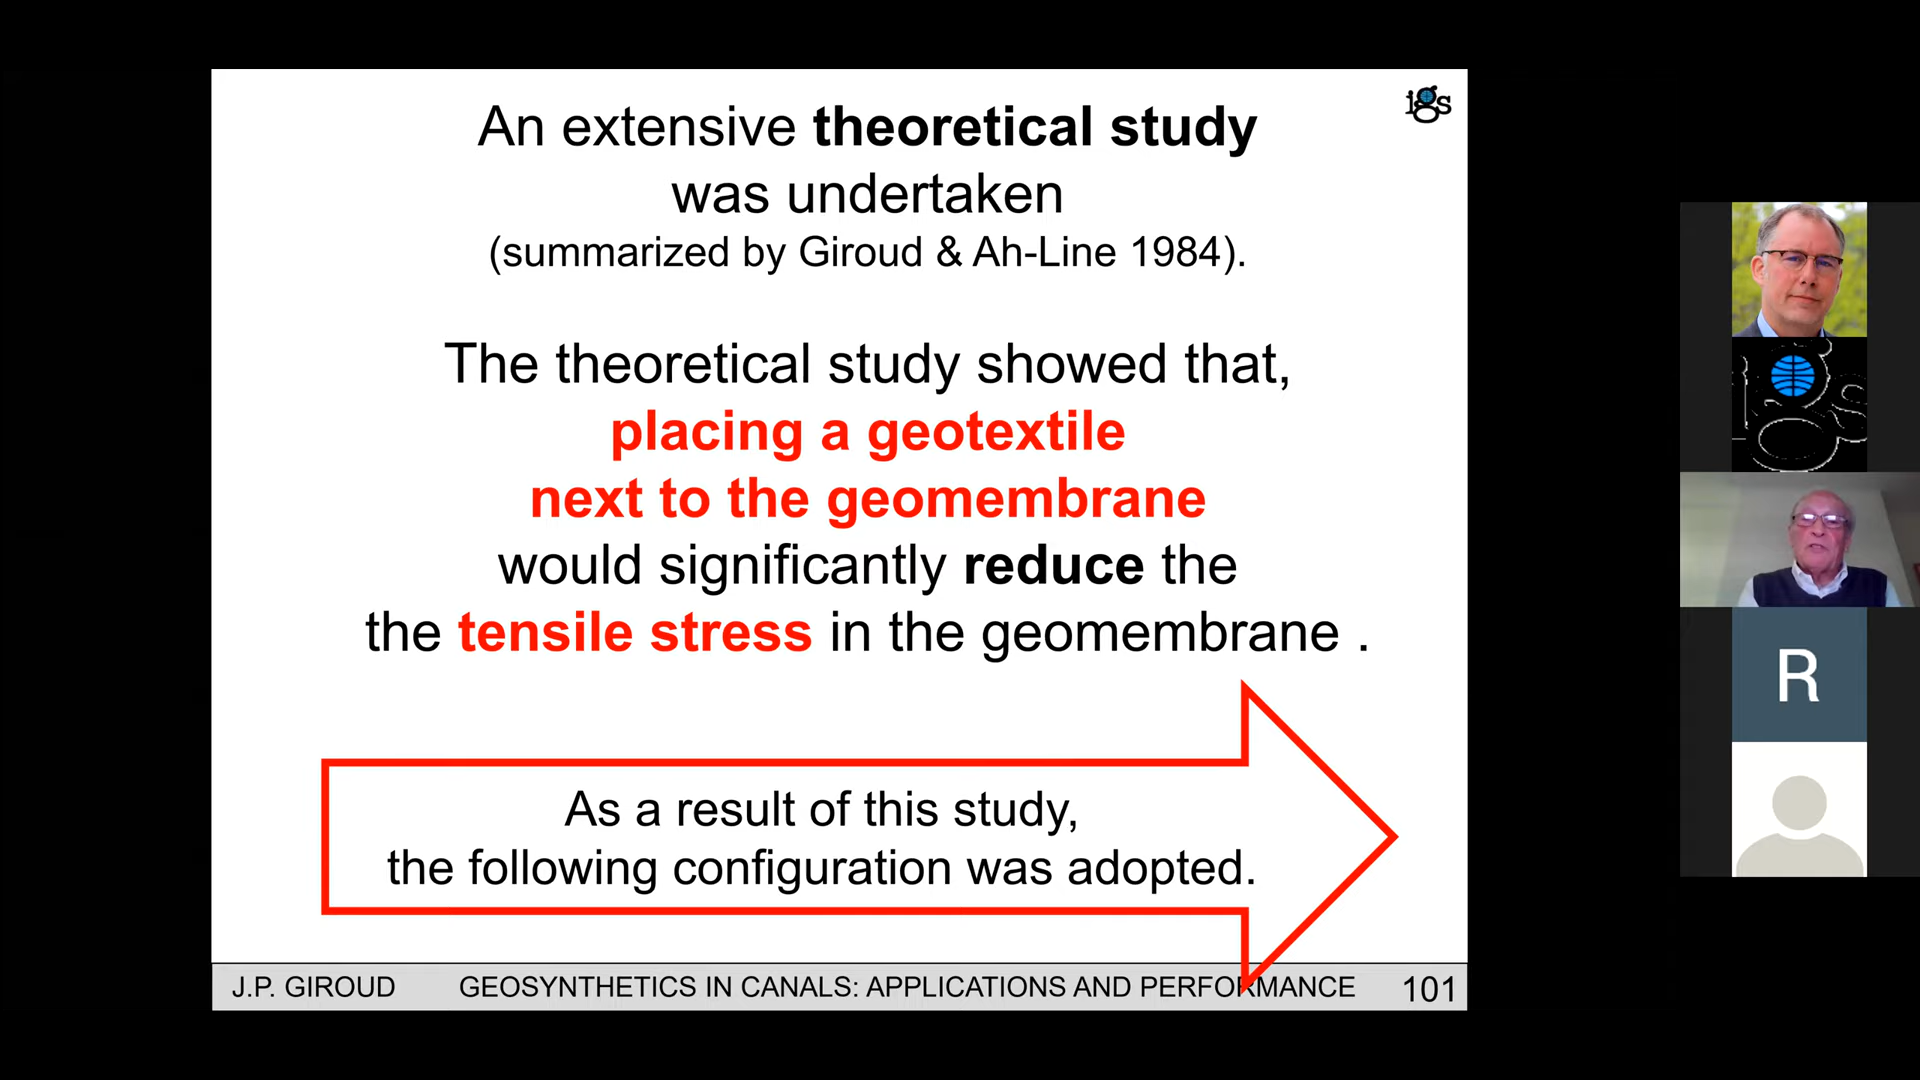 igs
An extensive theoretical study
was undertaken
(summarized by Giroud & Ah-Line 1984).
The theoretical study showed that,
placing a geotextile
next to the geomembrane
would significantly reduce the
the tensile stress in the geomembrane .
As a result of this study,
the following configuration was adopted.
J.P. GIROUD GEOSYNTHETICS IN CANALS: APPLICATIONS AND PERFORMANCE 101
igs
R